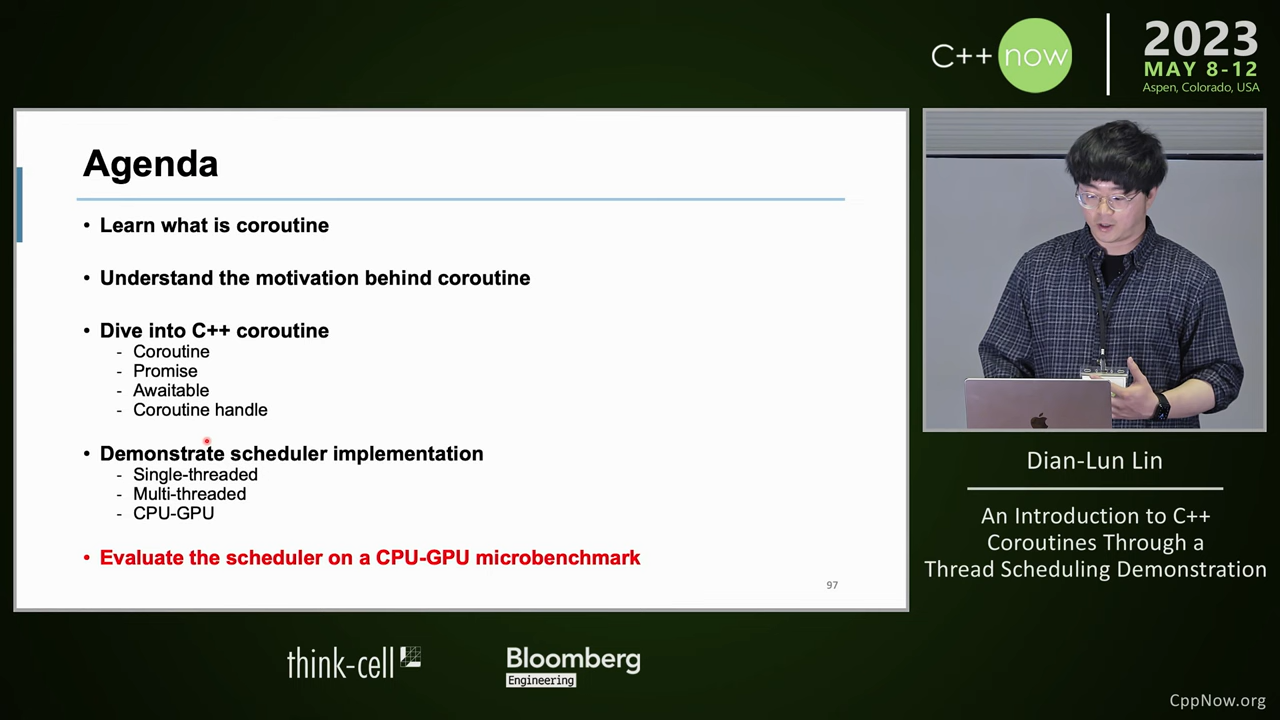 C++ now
2023
MAY 8-12
Aspen, Colorado, USA
Agenda
• Learn what is coroutine
• Understand the motivation behind coroutine
• Dive into C++ coroutine
- Coroutine
- Promise
- Awaitable
- Coroutine handle
• Demonstrate scheduler implementation
- Single-threaded
- Multi-threaded
- CPU-GPU
• Evaluate the scheduler on a CPU-GPU microbenchmark
97
Dian-Lun Lin
An Introduction to C++
Coroutines Through a
Thread Scheduling Demonstration
think-cell
Bloomberg
Engineering
CppNow.org